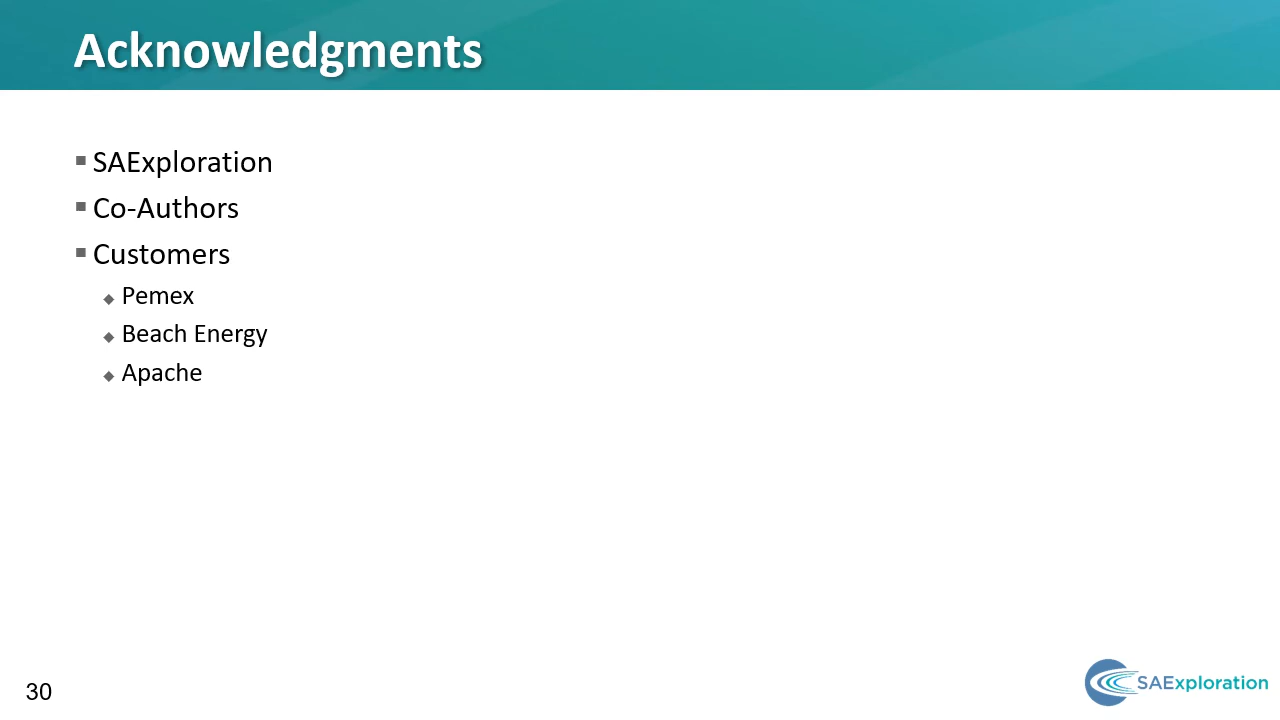 Acknowledgments
SAExploration
Co-Authors
Customers
Pemex
Beach Energy
Apache
30
SAExploration